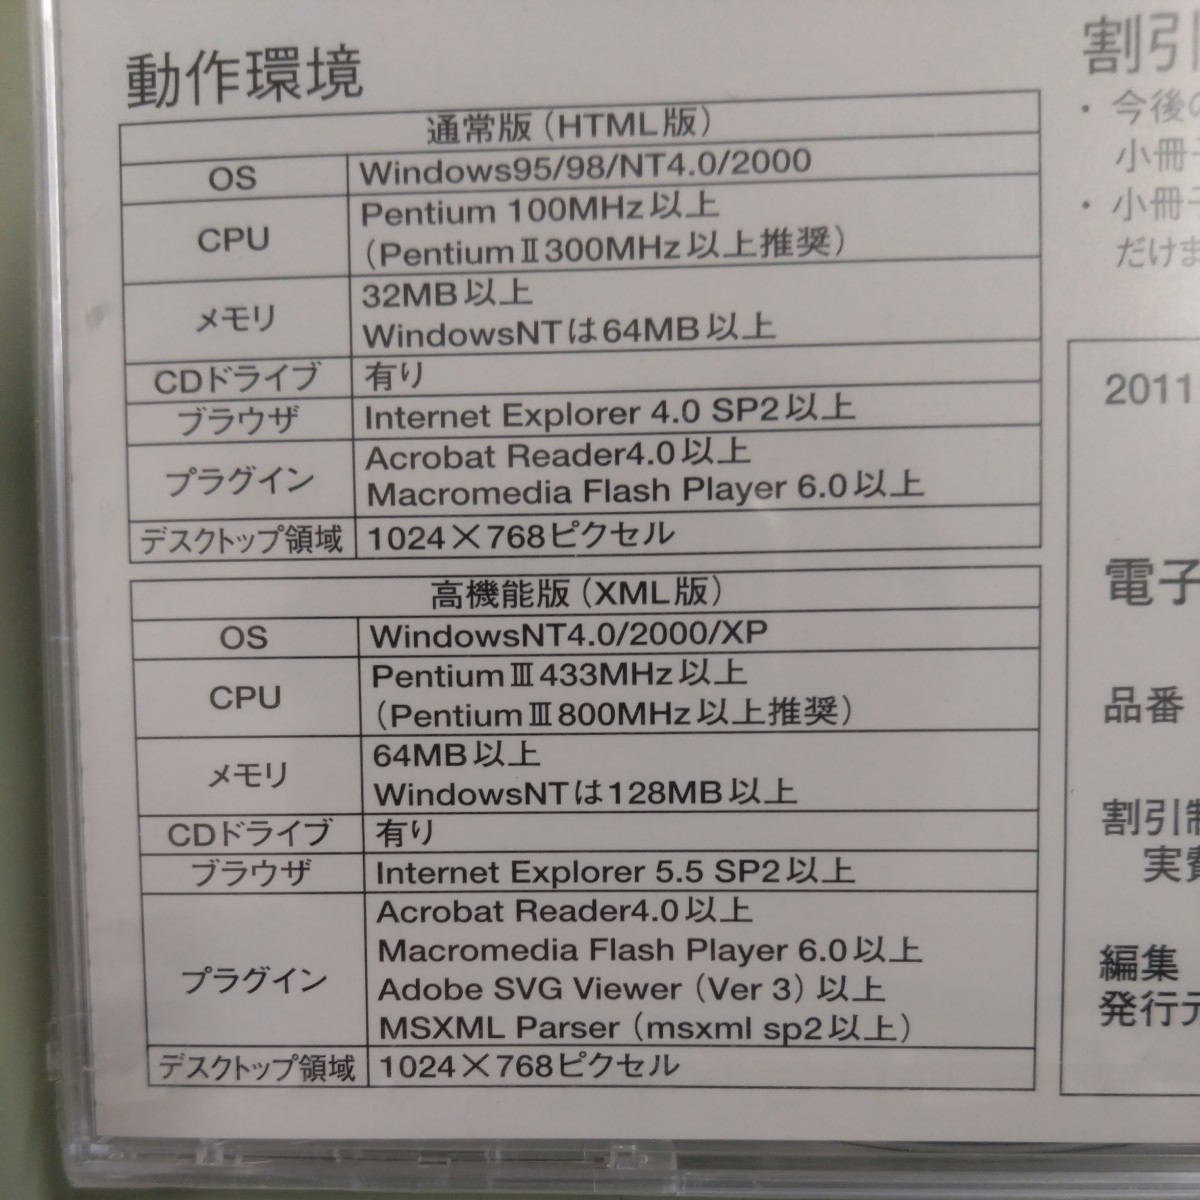 動作環境
通常版（HTML版）
OS Windows95/98/NT4.0/2000
CPU Pentium 100MHz以上
（PentiumⅡ300MHz以上推奨）
メモリ 32MB以上
WindowsNTは64MB以上
CDドライブ 有り
ブラウザ Internet Explorer 4.0 SP2以上
プラグイン Acrobat Reader4.0以上
Macromedia Flash Player 6.0以上
デスクトップ領域 1024×768ピクセル
高機能版（XML版）
OS WindowsNT4.0/2000/XP
CPU PentiumⅢ433MHz以上
（PentiumⅢ800MHz以上推奨）
メモリ 64MB以上
WindowsNTは128MB以上
CDドライブ 有り
ブラウザ Internet Explorer 5.5 SP2以上
プラグイン Acrobat Reader4.0以上
Macromedia Flash Player 6.0以上
Adobe SVG Viewer（Ver 3）以上
MSXML Parser（msxml sp2以上）
デスクトップ領域 1024×768ピクセル
割引
・今後の
小冊子
・小冊子
だけま
2011
電子
品番
割引制
実費
編集
発行元